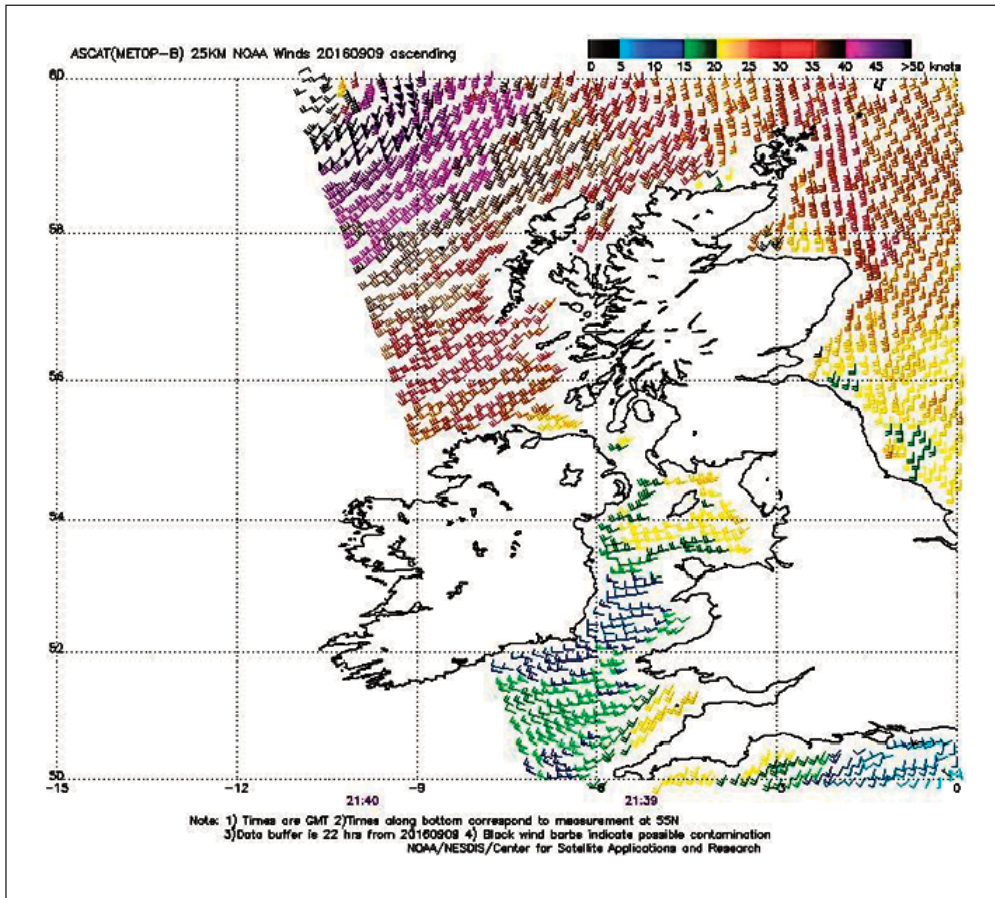 ASCAT(METOP-B) 25KM NOAA Winds 20160909 ascending
0 5 10 15 20 25 30 35 40 45 >50 knots
60
58
56
54
52
50
-15 -12 -9 -6 -3 0
21:40 21:39
Note: 1) Times are GMT 2)Times along bottom correspond to measurement at 55N
3)Data buffer is 22 hrs from 20160909 4) Black wind barbs indicate possible contamination
NOAA/NESDIS/Center for Satellite Applications and Research